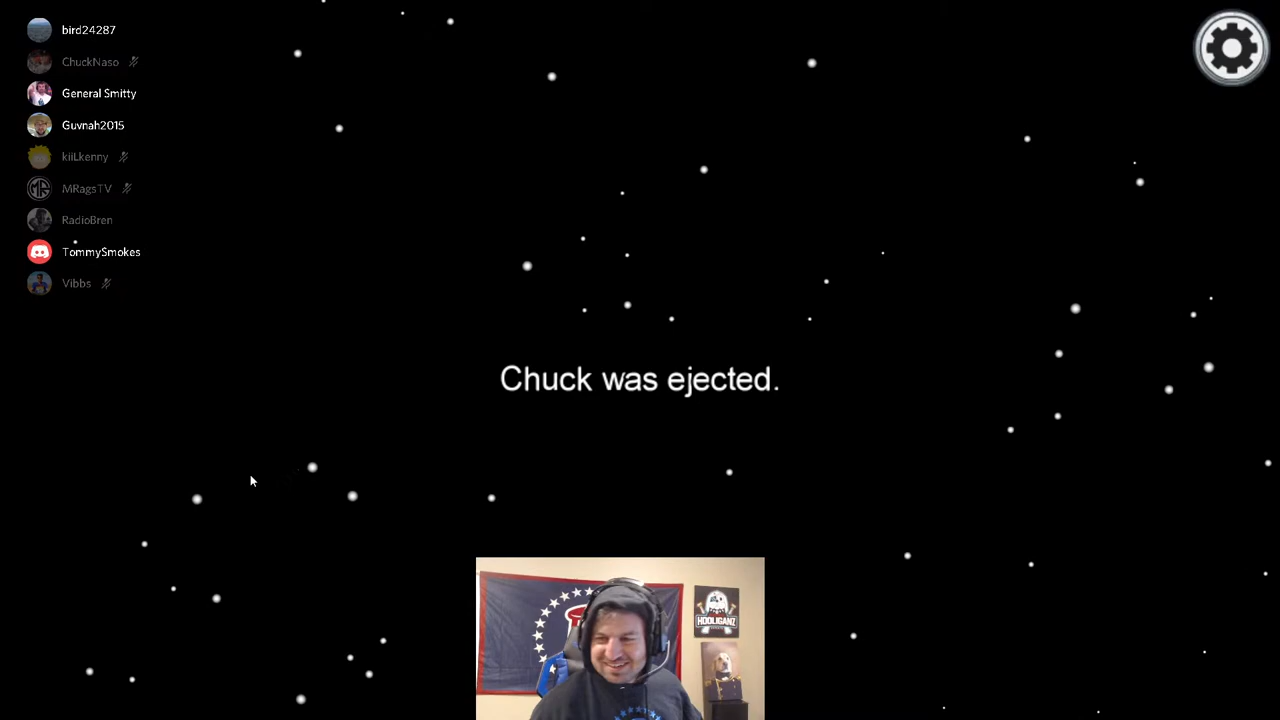 bird24287
ChuckNaso
General Smitty
Guvnah2015
kiiLkenny
MRagsTV
RadioBren
TommySmokes
Vibbs
Chuck was ejected.
HOOLIGANZ